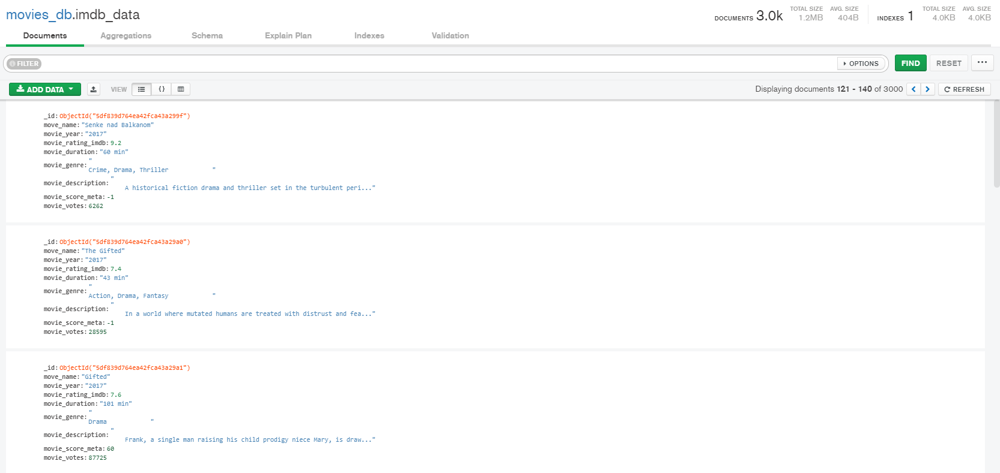 movies_db.imdb_data
DOCUMENTS 3.0k TOTAL SIZE 1.2MB AVG. SIZE 404B INDEXES 1 TOTAL SIZE 4.0KB AVG. SIZE 4.0KB
Documents Aggregations Schema Explain Plan Indexes Validation
FILTER OPTIONS FIND RESET ...
ADD DATA VIEW {} Displaying documents 121 - 140 of 3000 < > REFRESH
_id: ObjectId("5df839d764ea42fca43a299f")
move_name: "Senke nad Balkanom"
movie_year: "2017"
movie_rating_imdb: 9.2
movie_duration: "60 min"
movie_genre: "
Crime, Drama, Thriller "
movie_description: "
A historical fiction drama and thriller set in the turbulent peri..."
movie_score_meta: -1
movie_votes: 6262
_id: ObjectId("5df839d764ea42fca43a29a0")
move_name: "The Gifted"
movie_year: "2017"
movie_rating_imdb: 7.4
movie_duration: "43 min"
movie_genre: "
Action, Drama, Fantasy "
movie_description: "
In a world where mutated humans are treated with distrust and fea..."
movie_score_meta: -1
movie_votes: 28595
_id: ObjectId("5df839d764ea42fca43a29a1")
move_name: "Gifted"
movie_year: "2017"
movie_rating_imdb: 7.6
movie_duration: "101 min"
movie_genre: "
Drama "
movie_description: "
Frank, a single man raising his child prodigy niece Mary, is draw..."
movie_score_meta: 60
movie_votes: 87725